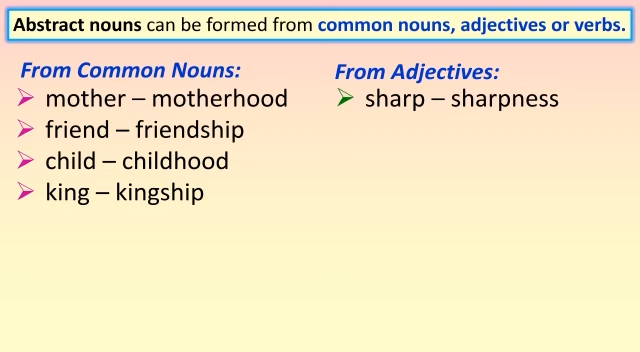 Abstract nouns can be formed from common nouns, adjectives or verbs.
From Common Nouns:
mother – motherhood
friend – friendship
child – childhood
king – kingship
From Adjectives:
sharp – sharpness